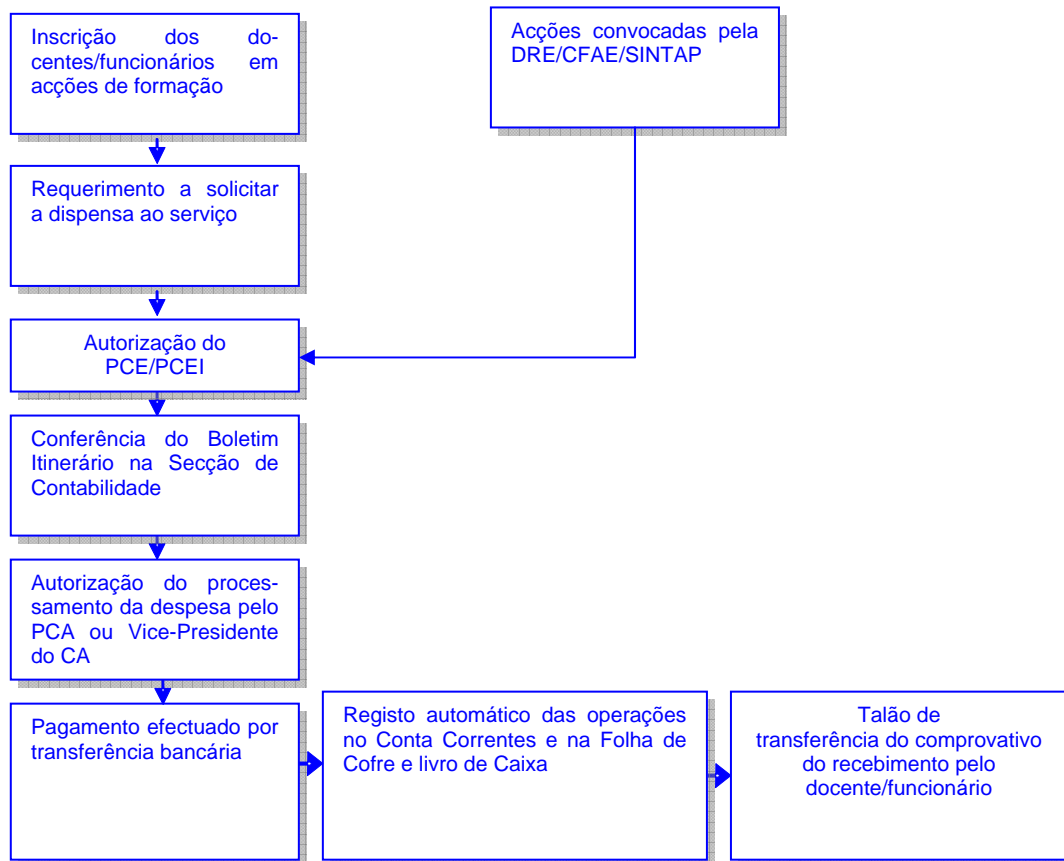 Inscrição dos do-
centes/funcionários em
acções de formação
Acções convocadas pela
DRE/CFAE/SINTAP
Requerimento a solicitar
a dispensa ao serviço
Autorização do
PCE/PCEI
Conferência do Boletim
Itinerário na Secção de
Contabilidade
Autorização do proces-
samento da despesa pelo
PCA ou Vice-Presidente
do CA
Pagamento efectuado por
transferência bancária
Registo automático das operações
no Conta Correntes e na Folha de
Cofre e livro de Caixa
Talão de
transferência do comprovativo
do recebimento pelo
docente/funcionário